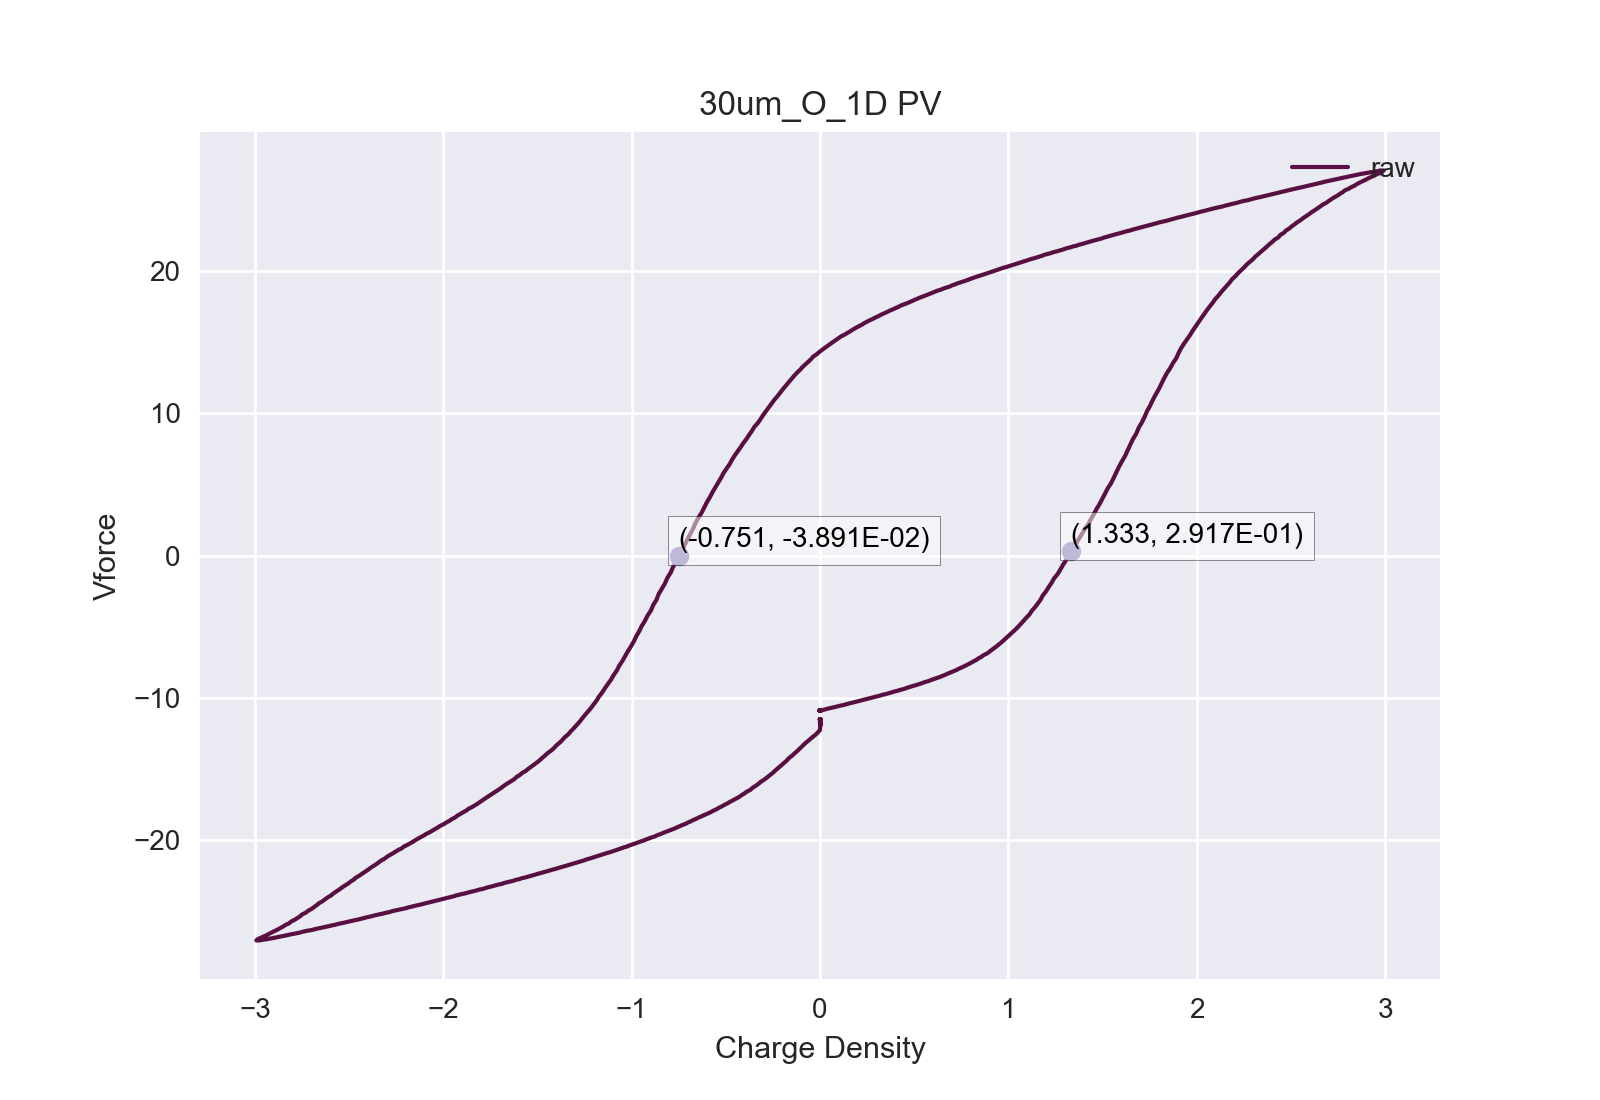 30um_O_1D PV
raw
20
10
0
−10
−20
Vforce
(-0.751, -3.891E-02)
(1.333, 2.917E-01)
−3 −2 −1 0 1 2 3
Charge Density